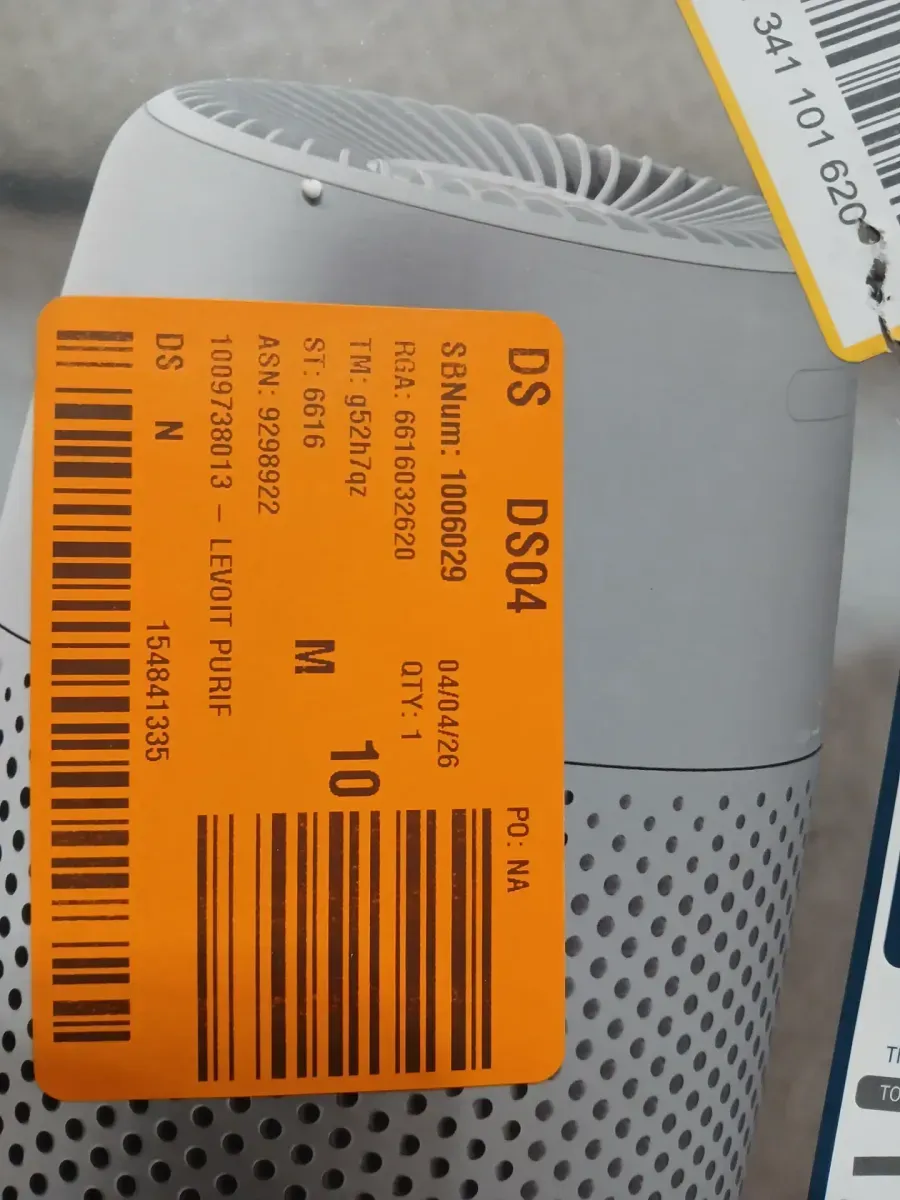 DS DS04
PO: NA
SBNum: 1006029 04/04/26
RGA: 6616032620 QTY: 1
TM: g52h7qz
10
ST: 6616
M
ASN: 9298922
1009738013 - LEVOIT PURIF
DS N 154841335
341 101 620